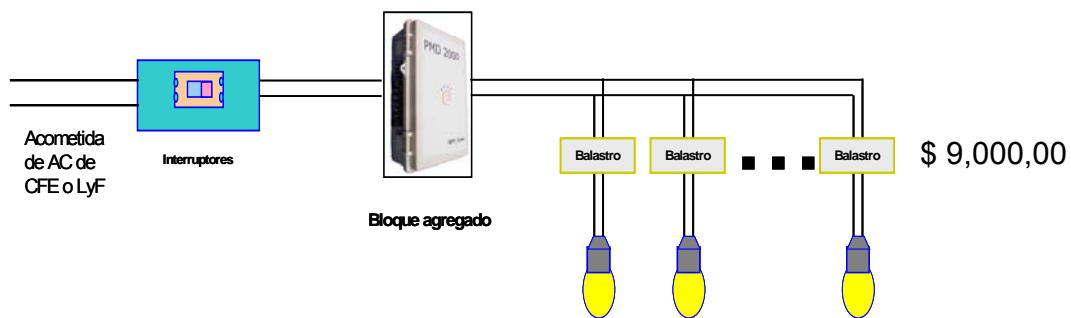 PMD 2000
Acometida
de AC de
CFE o LyF
Interruptores
Bloque agregado
Balastro
Balastro
Balastro
$ 9,000,00